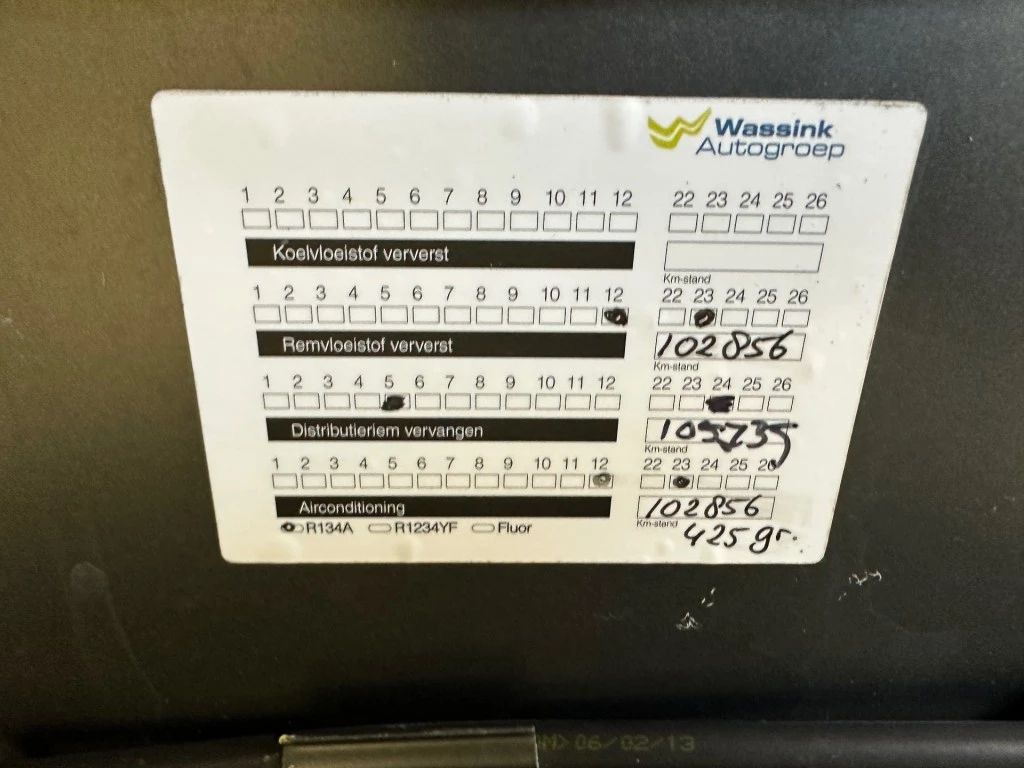 Wassink
Autogroep
1 2 3 4 5 6 7 8 9 10 11 12 22 23 24 25 26
Koelvloeistof ververst
Km-stand
1 2 3 4 5 6 7 8 9 10 11 12 22 23 24 25 26
Remvloeistof ververst 102856
Km-stand
1 2 3 4 5 6 7 8 9 10 11 12 22 23 24 25 26
Distributieriem vervangen 105735
Km-stand
1 2 3 4 5 6 7 8 9 10 11 12 22 23 24 25 26
Airconditioning 102856
Km-stand
R134A R1234YF Fluor 425gr.
M> 06/02/13